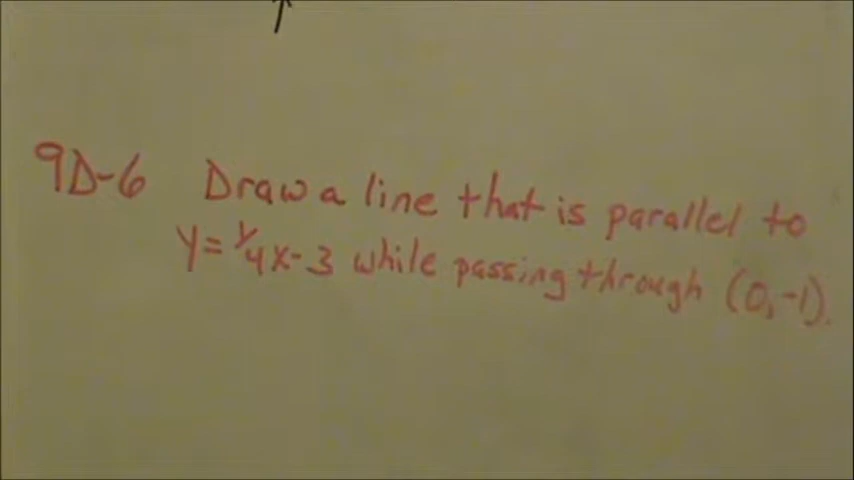 9D-6 Draw a line that is parallel to
y=1/4x-3 while passing through (0,-1).